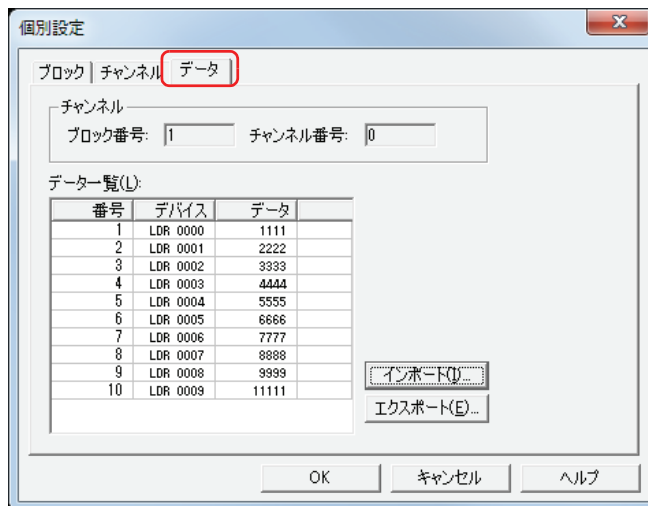 個別設定
ブロック チャンネル データ
チャンネル
ブロック番号: 1 チャンネル番号: 0
データ一覧(L):
番号 デバイス データ
1 LDR 0000 1111
2 LDR 0001 2222
3 LDR 0002 3333
4 LDR 0003 4444
5 LDR 0004 5555
6 LDR 0005 6666
7 LDR 0006 7777
8 LDR 0007 8888
9 LDR 0008 9999
10 LDR 0009 11111
インポート(I)...
エクスポート(E)...
OK キャンセル ヘルプ